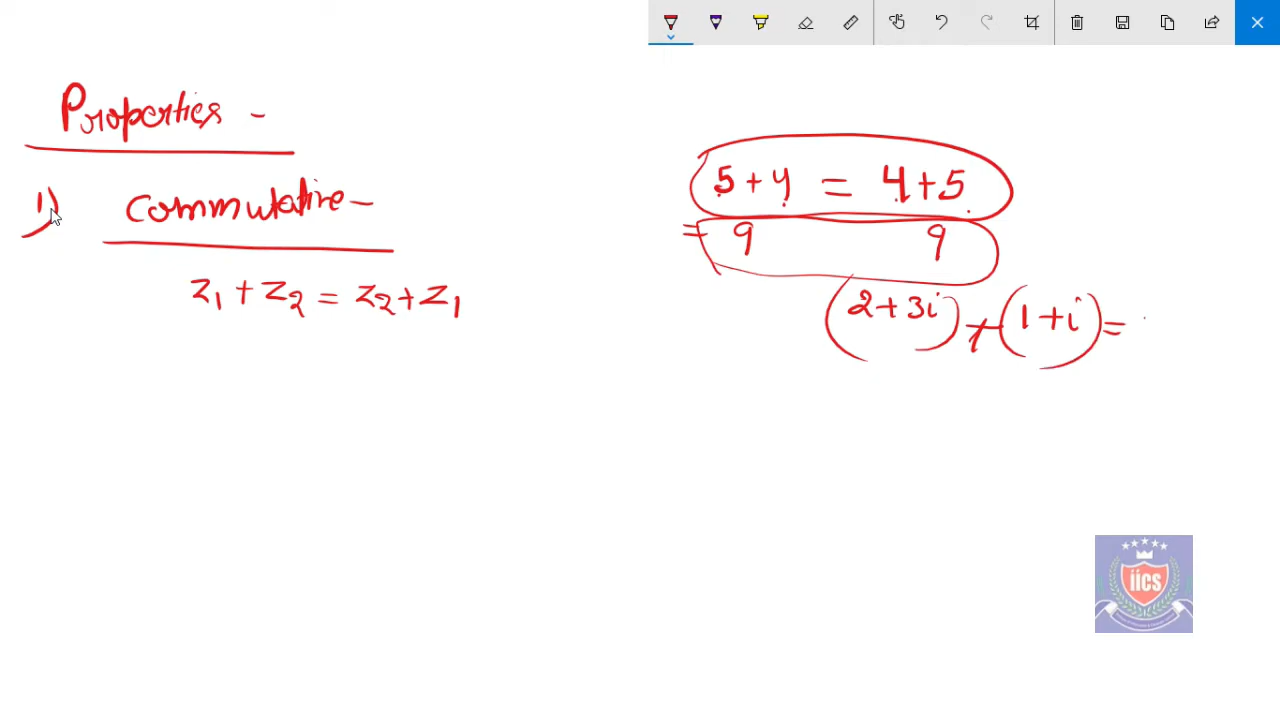 Properties -
1) Commutative -
z₁ + z₂ = z₂ + z₁
5 + 4 = 4 + 5
= 9 9
(2 + 3i) + (1 + i) =
iics